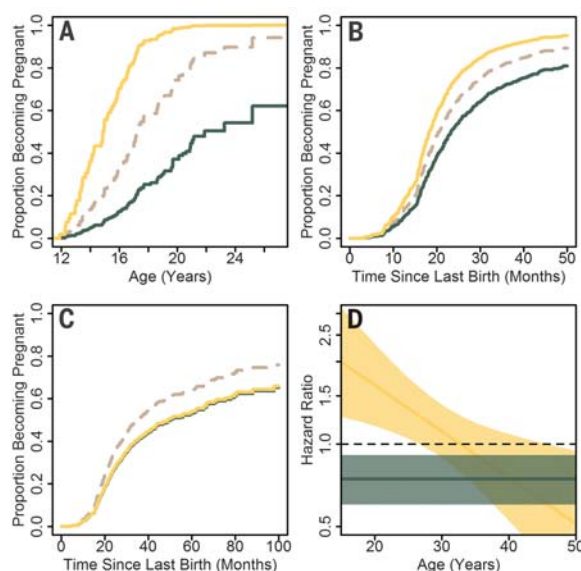 A
Proportion Becoming Pregnant
0.0 0.2 0.4 0.6 0.8 1.0
12 16 20 24
Age (Years)
B
Proportion Becoming Pregnant
0.0 0.2 0.4 0.6 0.8 1.0
0 10 20 30 40 50
Time Since Last Birth (Months)
C
Proportion Becoming Pregnant
0.0 0.2 0.4 0.6 0.8 1.0
0 20 40 60 80 100
Time Since Last Birth (Months)
D
Hazard Ratio
0.5 1.0 1.5 2.5
20 30 40 50
Age (Years)